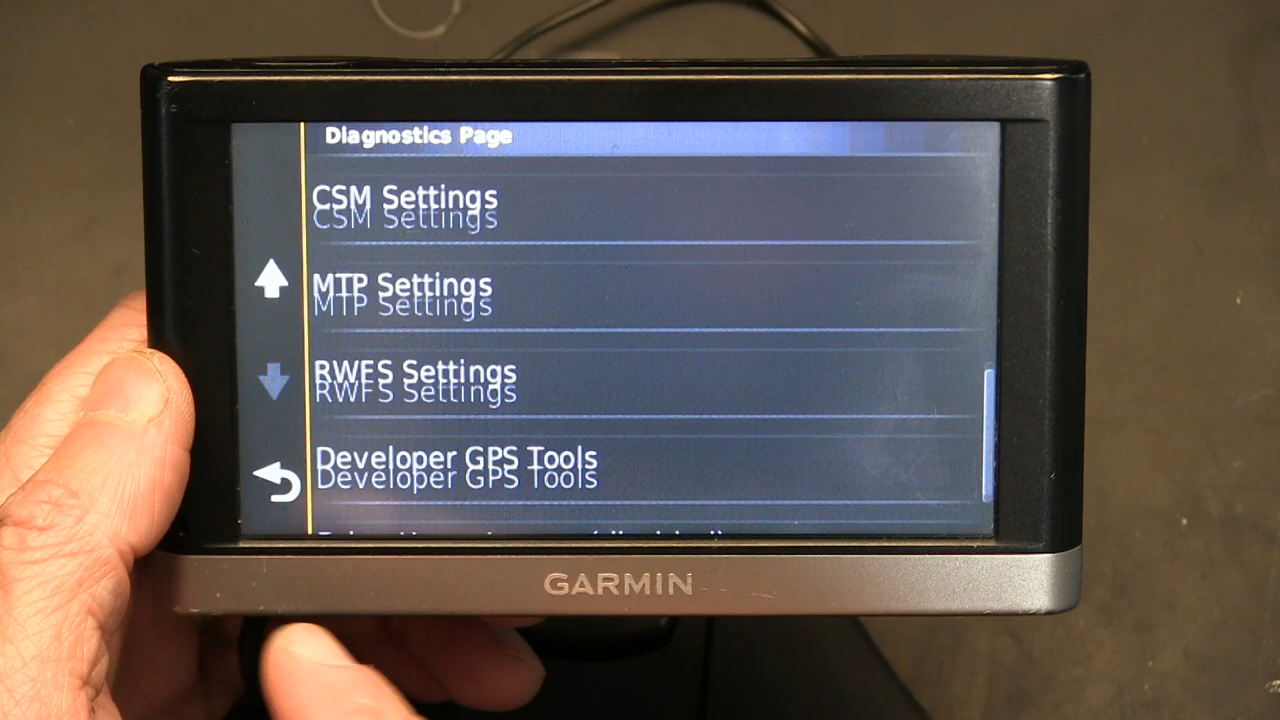 Diagnostics Page
CSM Settings
CSM Settings
MTP Settings
MTP Settings
RWFS Settings
RWFS Settings
Developer GPS Tools
Developer GPS Tools
GARMIN